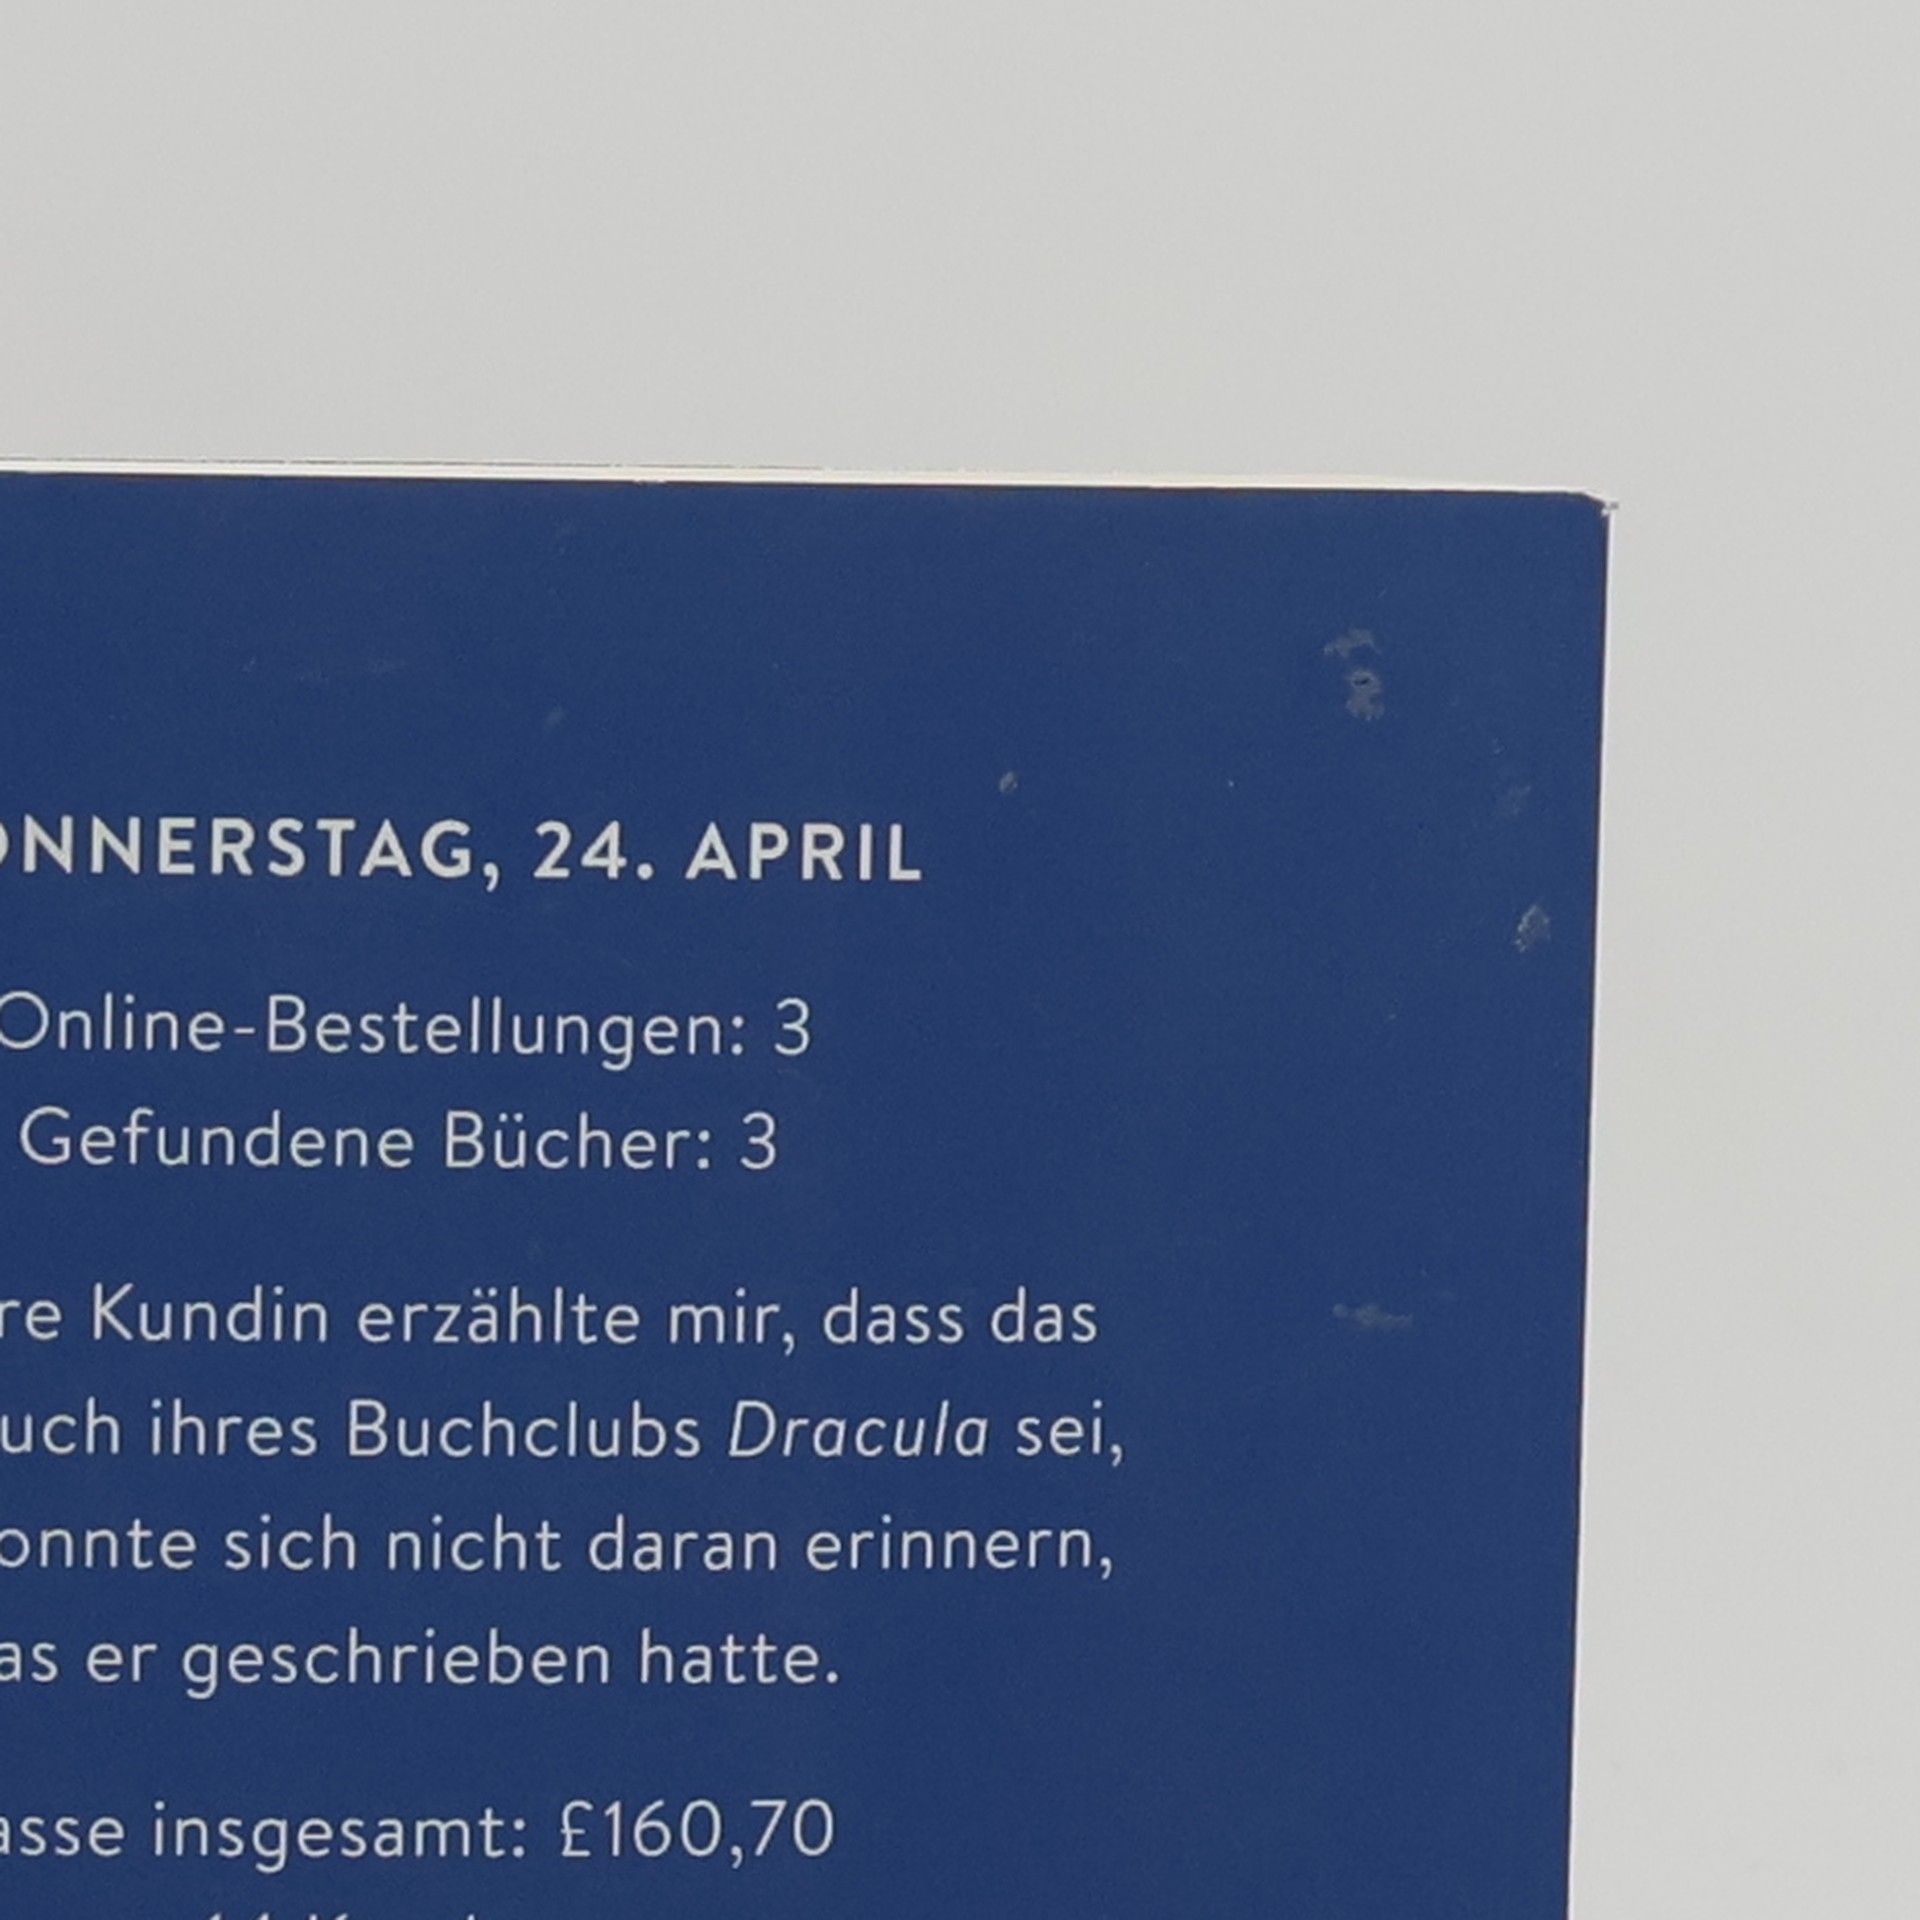 ONNERSTAG, 24. APRIL
Online-Bestellungen: 3
Gefundene Bücher: 3
re Kundin erzählte mir, dass das
uch ihres Buchclubs Dracula sei,
onnte sich nicht daran erinnern,
as er geschrieben hatte.
asse insgesamt: £160,70